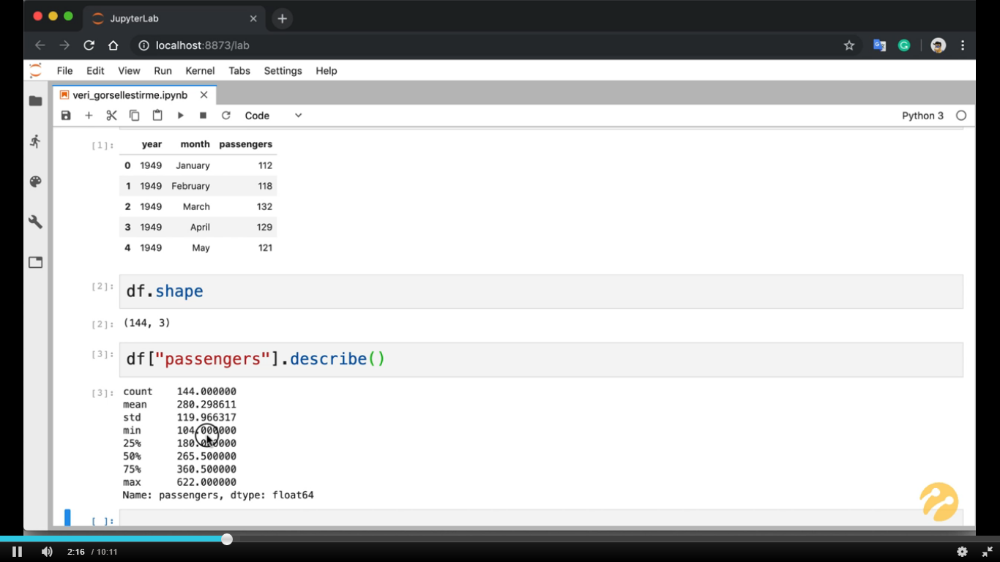 JupyterLab
localhost:8873/lab
File Edit View Run Kernel Tabs Settings Help
veri_gorsellestirme.ipynb
Code
Python 3
[1]: year month passengers
0 1949 January 112
1 1949 February 118
2 1949 March 132
3 1949 April 129
4 1949 May 121
[2]: df.shape
[2]: (144, 3)
[3]: df["passengers"].describe()
[3]: count 144.000000
mean 280.298611
std 119.966317
min 104.000000
25% 180.000000
50% 265.500000
75% 360.500000
max 622.000000
Name: passengers, dtype: float64
[ ]:
2:16 / 10:11